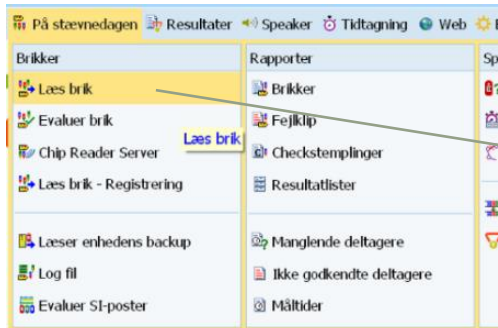 På stævnedagen Resultater Speaker Tidtagning Web
Brikker
Læs brik
Evaluer brik
Læs brik
Chip Reader Server
Læs brik - Registrering
Læser enhedens backup
Log fil
Evaluer SI-poster
Rapporter
Brikker
Fejlklip
Checkstemplinger
Resultatlister
Manglende deltagere
Ikke godkendte deltagere
Måltider
Sp